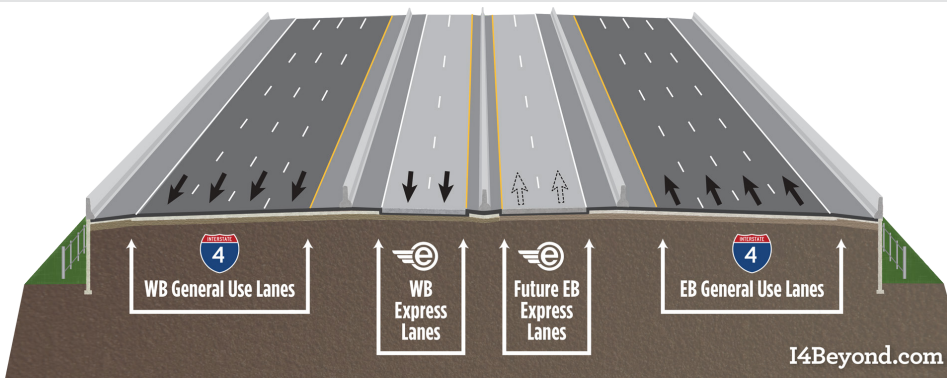 INTERSTATE
4
WB General Use Lanes
e
WB
Express
Lanes
e
Future EB
Express
Lanes
INTERSTATE
4
EB General Use Lanes
I4Beyond.com